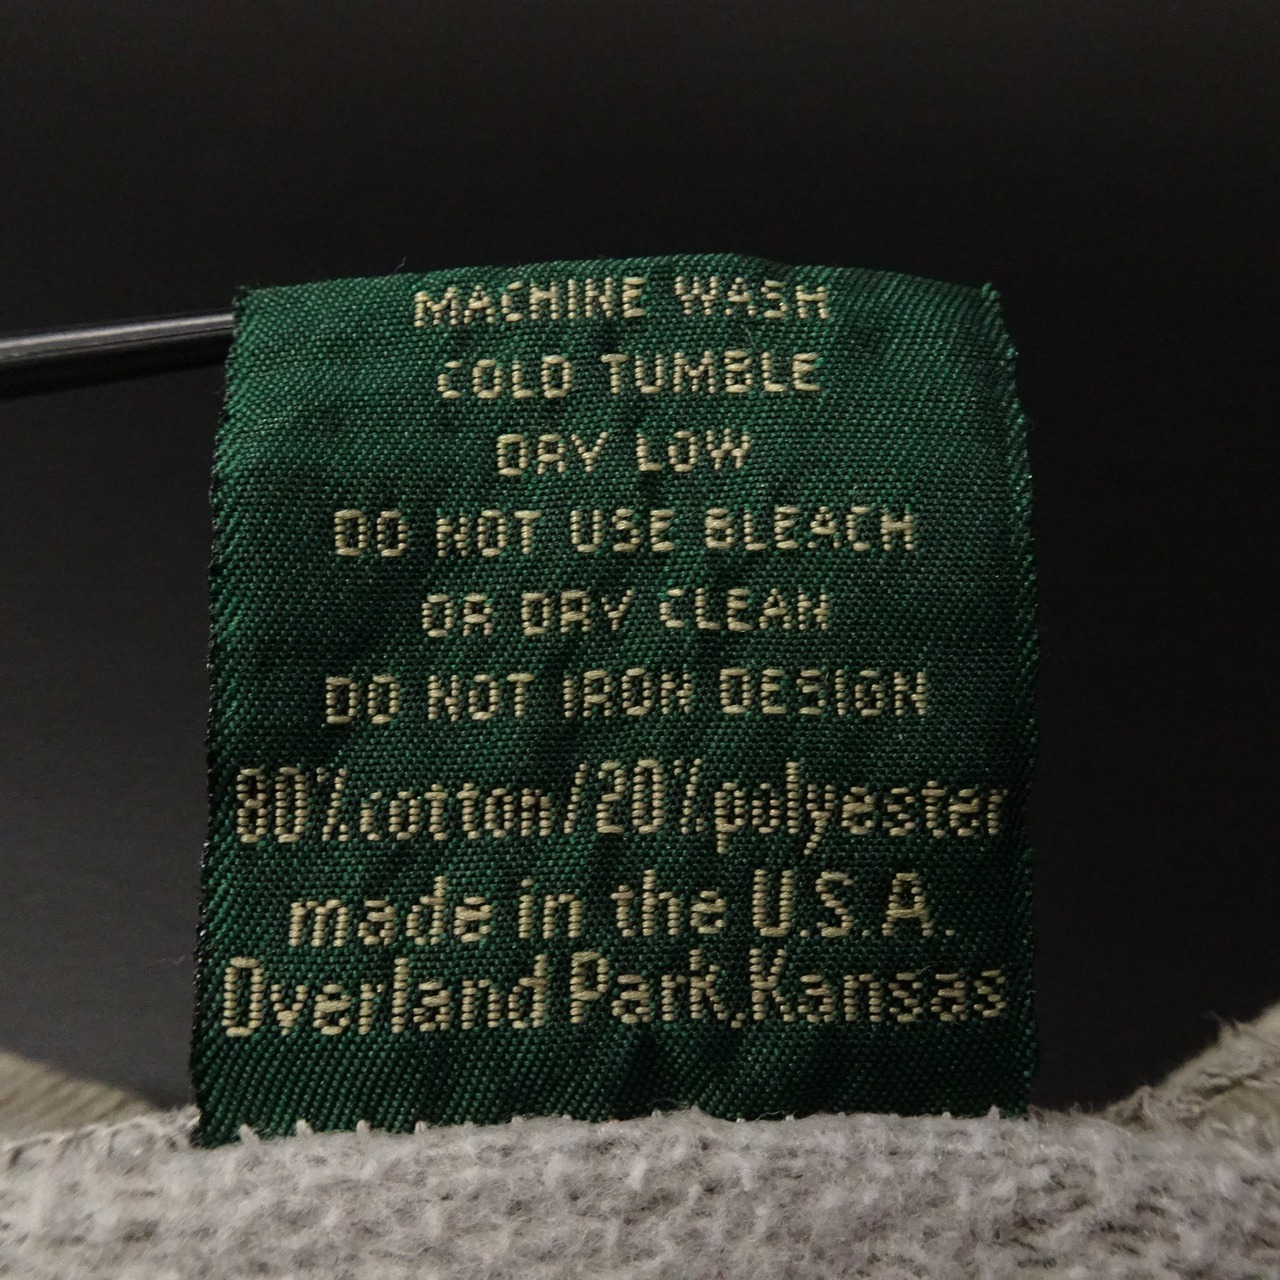 MACHINE WASH
COLD TUMBLE
DRY LOW
DO NOT USE BLEACH
OR DRY CLEAN
DO NOT IRON DESIGN
80% cotton/20% polyester
made in the U.S.A.
Overland Park, Kansas